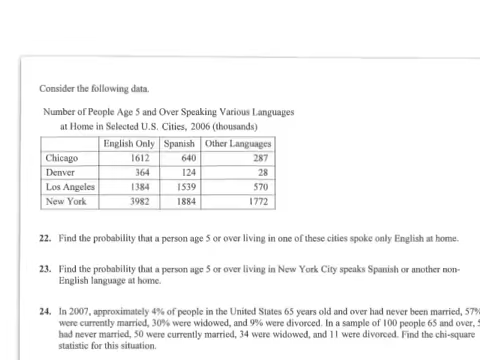 Consider the following data.
Number of People Age 5 and Over Speaking Various Languages
at Home in Selected U.S. Cities, 2006 (thousands)
English Only Spanish Other Languages
Chicago 1612 640 287
Denver 364 124 28
Los Angeles 1384 1539 570
New York 3982 1884 1772
22. Find the probability that a person age 5 or over living in one of these cities spoke only English at home.
23. Find the probability that a person age 5 or over living in New York City speaks Spanish or another non-
English language at home.
24. In 2007, approximately 4% of people in the United States 65 years old and over had never been married, 57%
were currently married, 30% were widowed, and 9% were divorced. In a sample of 100 people 65 and over,
had never married, 50 were currently married, 34 were widowed, and 11 were divorced. Find the chi-square
statistic for this situation.